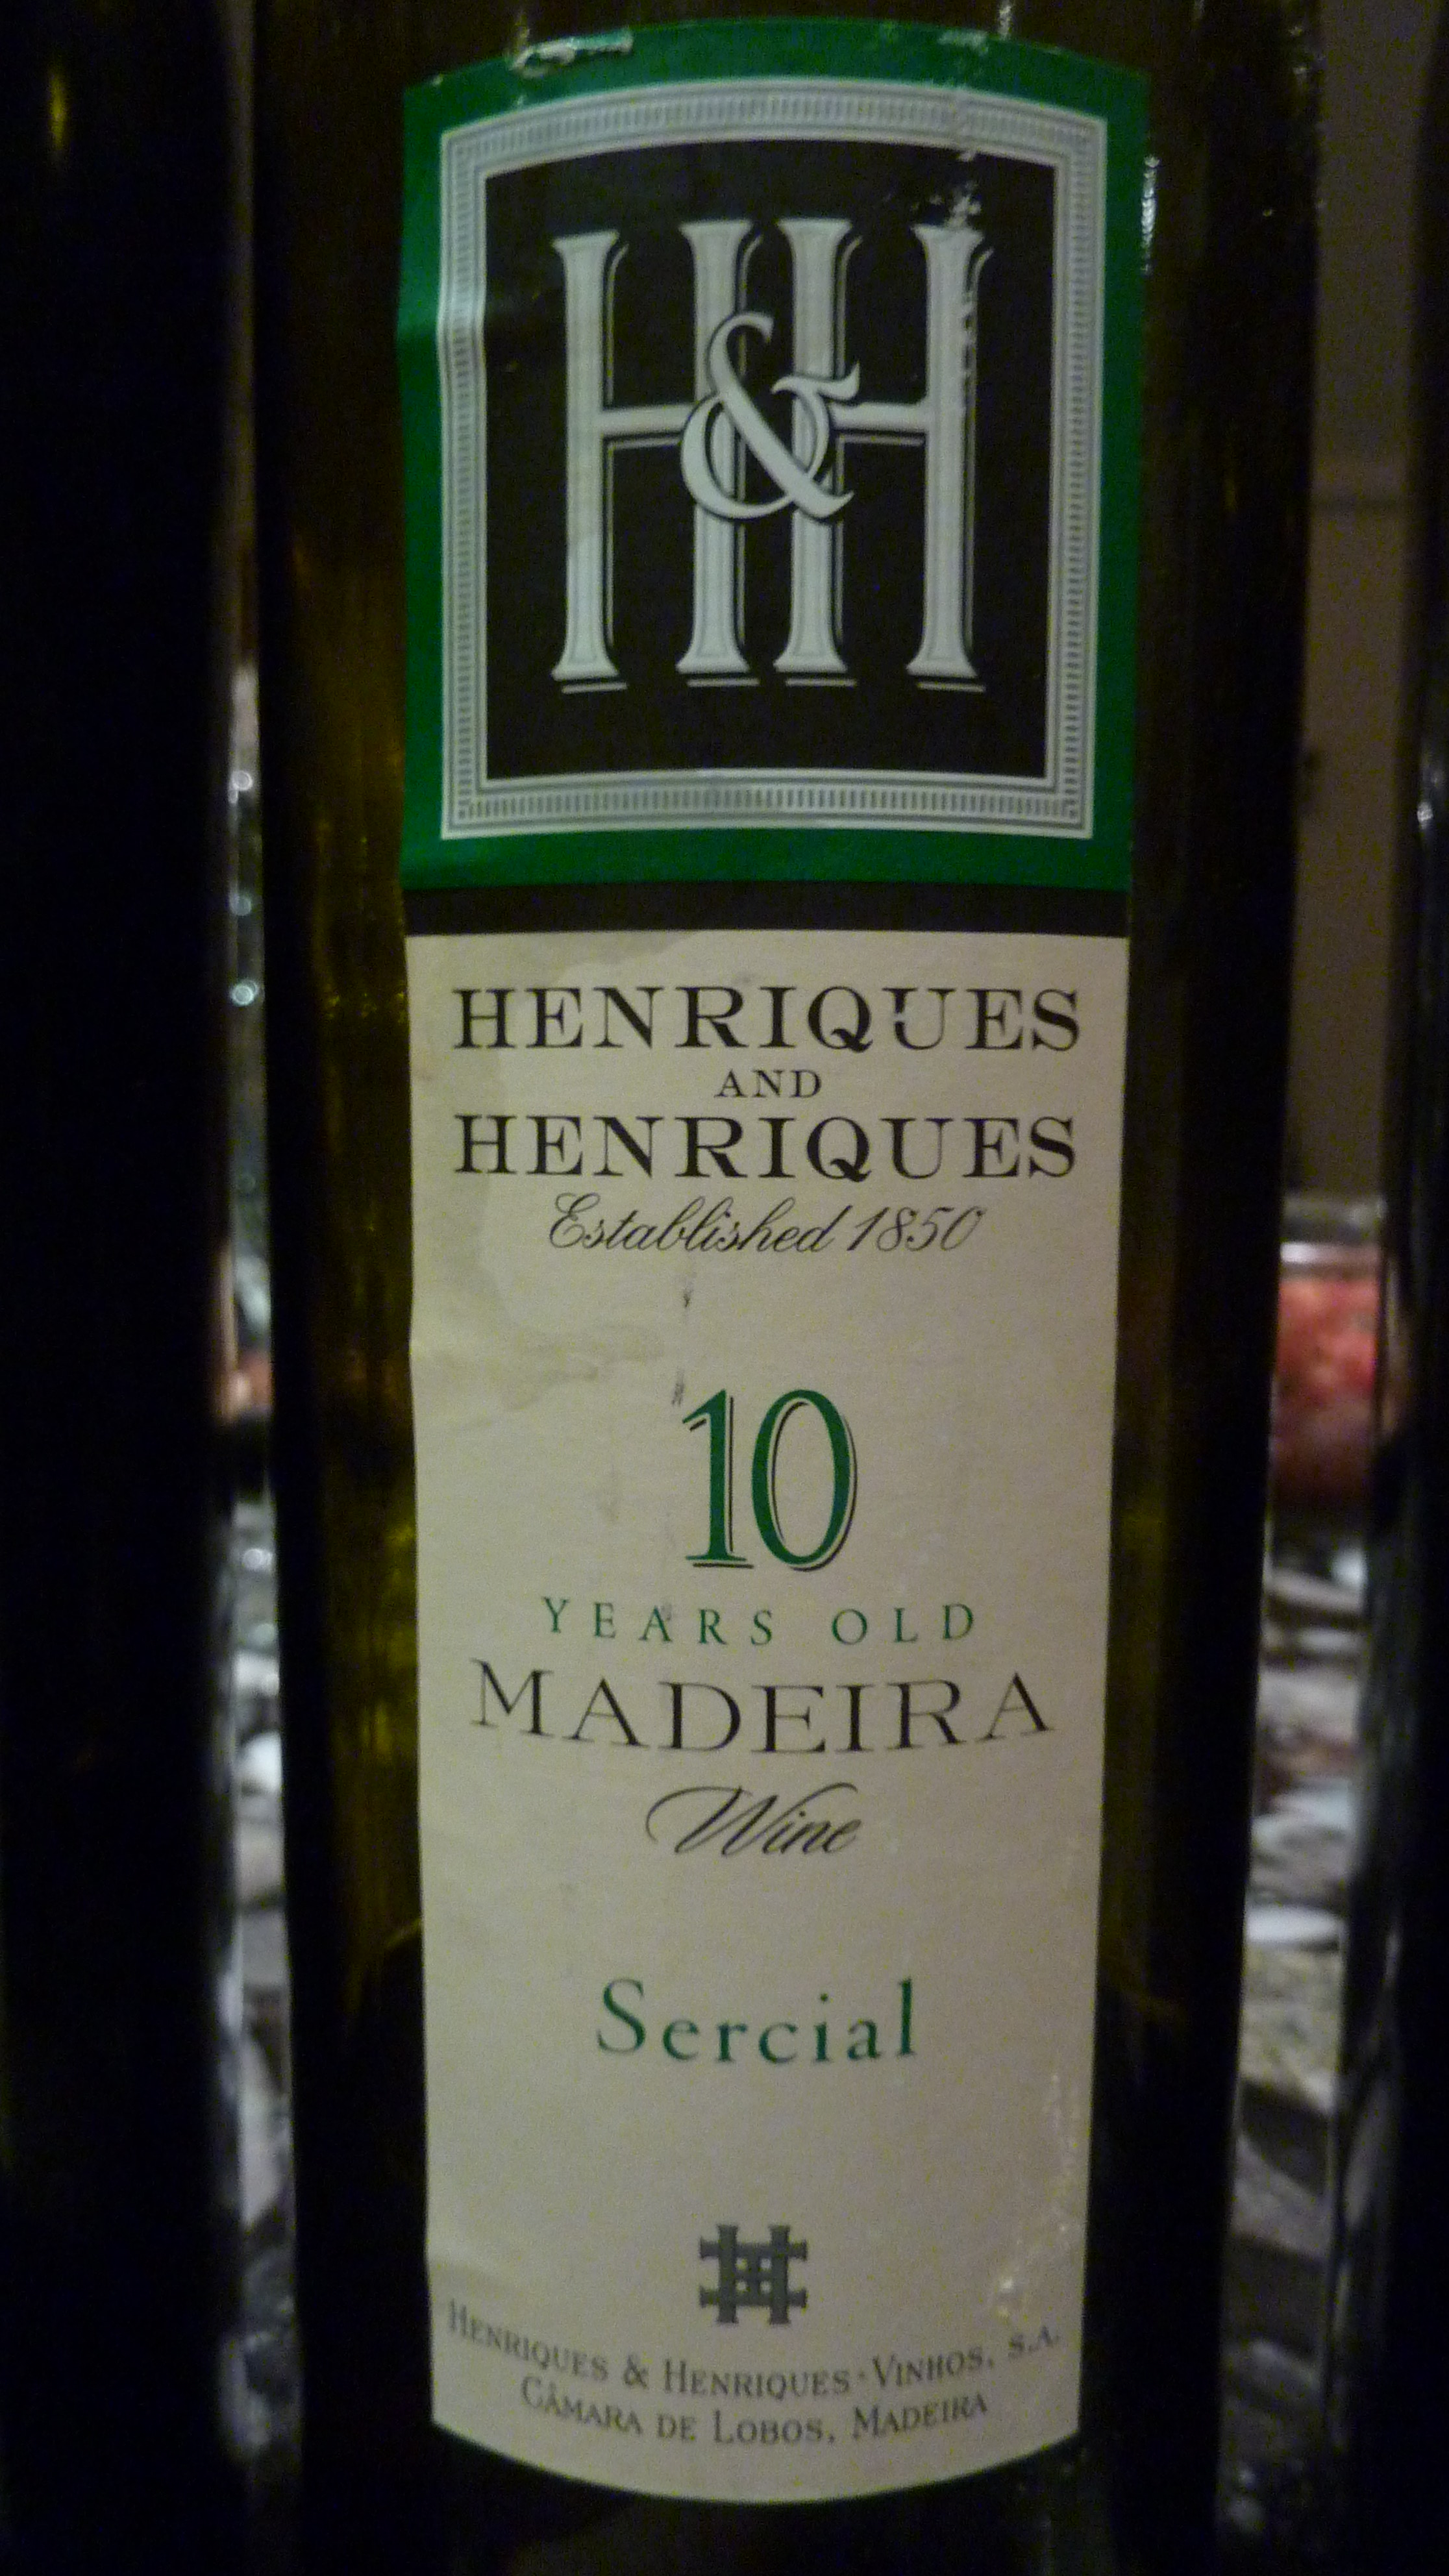 H&H
HENRIQUES
AND
HENRIQUES
Established 1850
10
YEARS OLD
MADEIRA
Wine
Sercial
HENRIQUES & HENRIQUES · VINHOS, S.A.
CÂMARA DE LOBOS, MADEIRA